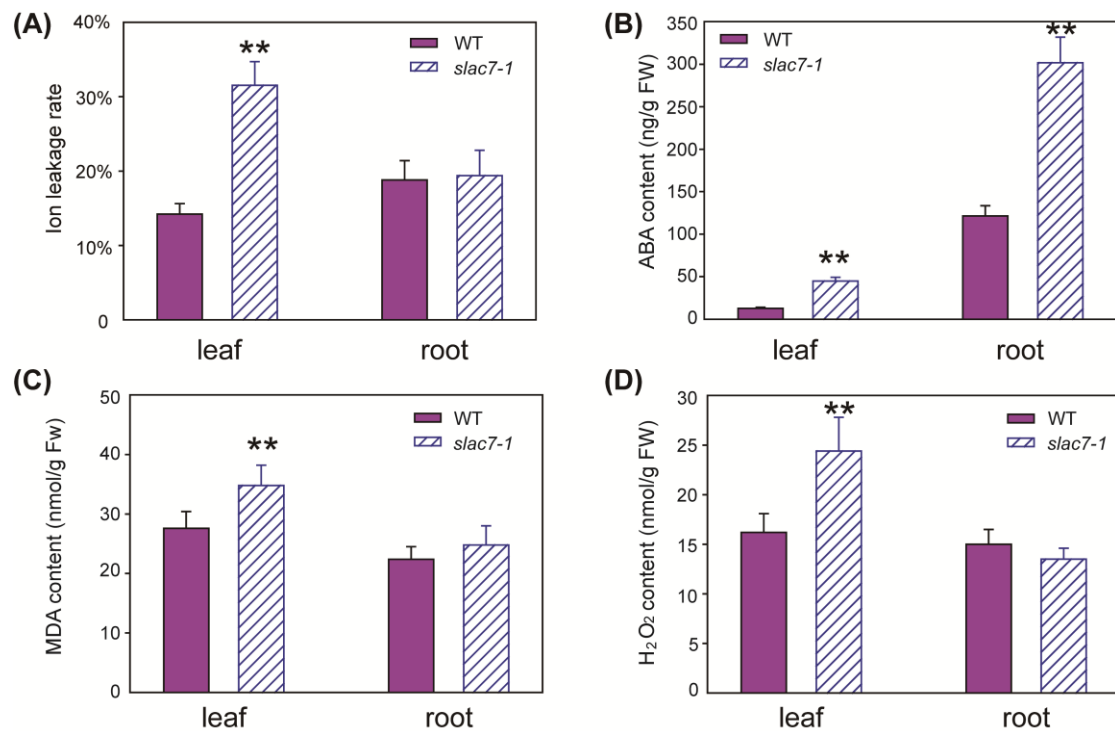 (A)
Ion leakage rate
40%
30%
20%
10%
0
**
WT
slac7-1
leaf root
(B)
ABA content (ng/g FW)
350
300
250
200
150
100
50
0
WT
slac7-1
**
**
leaf root
(C)
MDA content (nmol/g Fw)
50
40
30
20
10
0
**
WT
slac7-1
leaf root
(D)
H₂O₂ content (nmol/g FW)
30
25
20
15
10
5
0
**
WT
slac7-1
leaf root